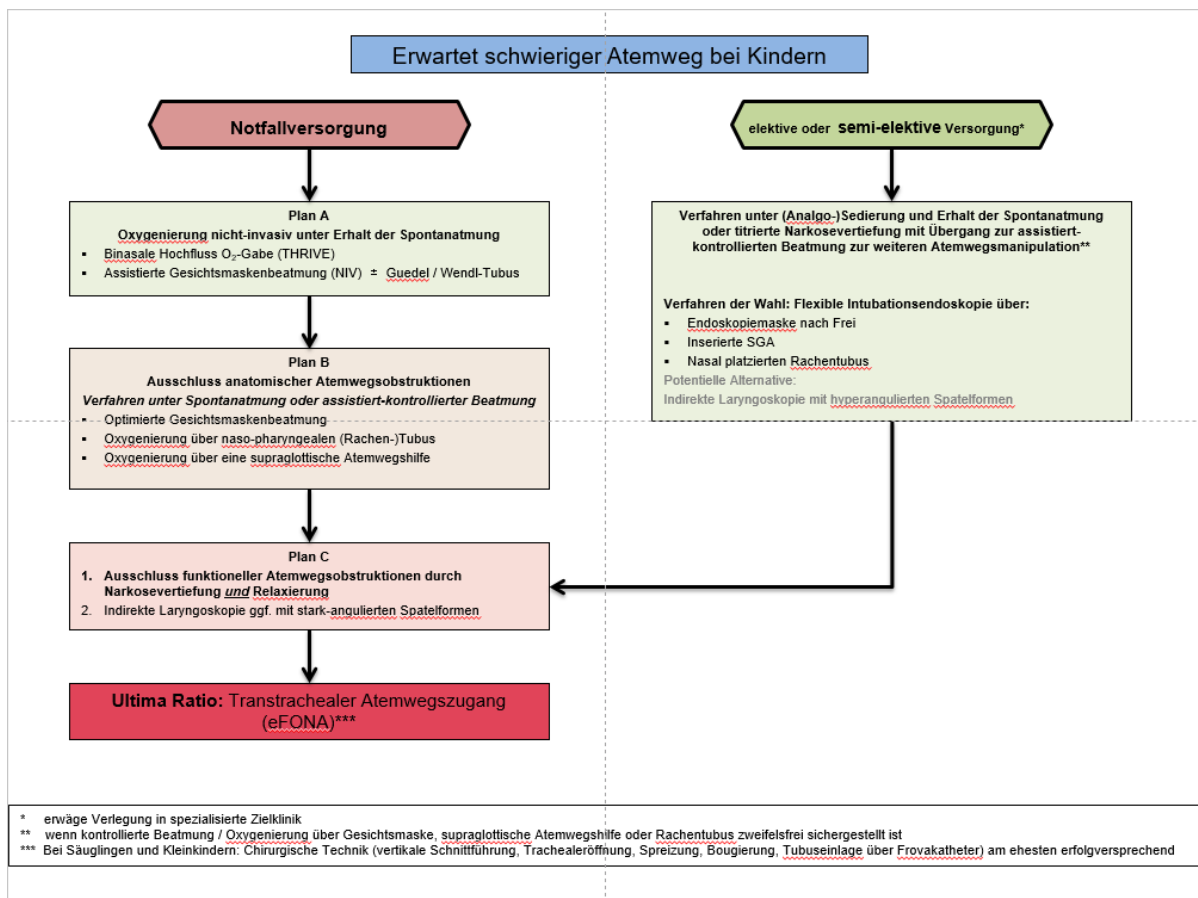 Erwartet schwieriger Atemweg bei Kindern
Notfallversorgung
Plan A
Oxygenierung nicht-invasiv unter Erhalt der Spontanatmung
▪ Binasale Hochfluss O₂-Gabe (THRIVE)
▪ Assistierte Gesichtsmaskenbeatmung (NIV) ± Guedel / Wendl-Tubus
Plan B
Ausschluss anatomischer Atemwegsobstruktionen
Verfahren unter Spontanatmung oder assistiert-kontrollierter Beatmung
▪ Optimierte Gesichtsmaskenbeatmung
▪ Oxygenierung über naso-pharyngealen (Rachen-)Tubus
▪ Oxygenierung über eine supraglottische Atemwegshilfe
Plan C
1. Ausschluss funktioneller Atemwegsobstruktionen durch
Narkosevertiefung und Relaxierung
2. Indirekte Laryngoskopie ggf. mit stark-angulierten Spatelformen
Ultima Ratio: Transtrachealer Atemwegszugang
(eFONA)***
elektive oder semi-elektive Versorgung*
Verfahren unter (Analgo-)Sedierung und Erhalt der Spontanatmung
oder titrierte Narkosevertiefung mit Übergang zur assistiert-
kontrollierten Beatmung zur weiteren Atemwegsmanipulation**
Verfahren der Wahl: Flexible Intubationsendoskopie über:
▪ Endoskopiemaske nach Frei
▪ Inserierte SGA
▪ Nasal platzierten Rachentubus
Potentielle Alternative:
Indirekte Laryngoskopie mit hyperangulierten Spatelformen
* erwäge Verlegung in spezialisierte Zielklinik
** wenn kontrollierte Beatmung / Oxygenierung über Gesichtsmaske, supraglottische Atemwegshilfe oder Rachentubus zweifelsfrei sichergestellt ist
*** Bei Säuglingen und Kleinkindern: Chirurgische Technik (vertikale Schnittführung, Trachealeröffnung, Spreizung, Bougierung, Tubuseinlage über Frovakatheter) am ehesten erfolgversprechend